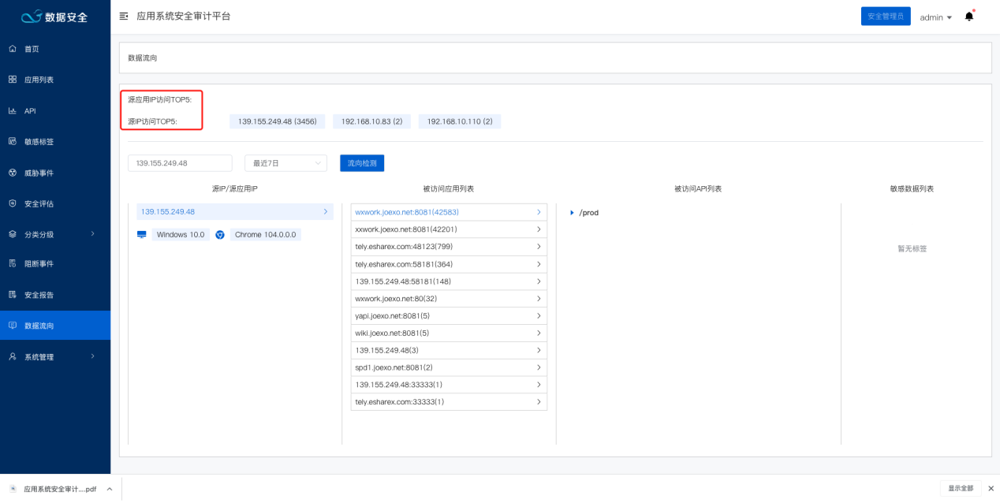 数据安全
应用系统安全审计平台
安全管理员
admin
首页
应用列表
API
敏感标签
威胁事件
安全评估
分类分级
阻断事件
安全报告
数据流向
系统管理
数据流向
源应用IP访问TOP5:
源IP访问TOP5:
139.155.249.48 (3456)
192.168.10.83 (2)
192.168.10.110 (2)
139.155.249.48
最近7日
流向检测
源IP/源应用IP
139.155.249.48
Windows 10.0
Chrome 104.0.0.0
被访问应用列表
wxwork.joexo.net:8081(42583)
xxwork.joexo.net:8081(42201)
tely.esharex.com:48123(799)
tely.esharex.com:58181(364)
139.155.249.48:58181(148)
wxwork.joexo.net:80(32)
yapi.joexo.net:8081(5)
wiki.joexo.net:8081(5)
139.155.249.48(3)
spd1.joexo.net:8081(2)
139.155.249.48:33333(1)
tely.esharex.com:33333(1)
被访问API列表
/prod
敏感数据列表
暂无标签
应用系统安全审计....pdf
显示全部